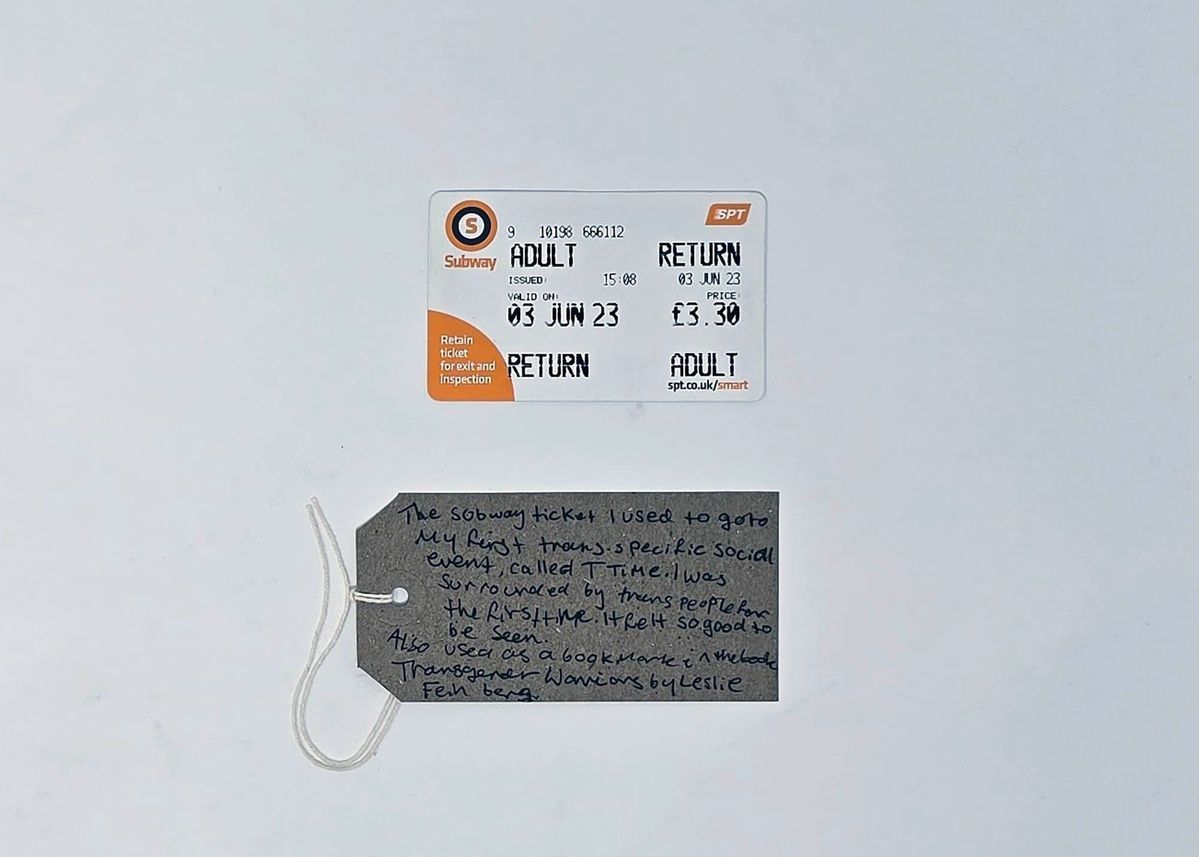 S
Subway
SPT
9 10198 666112
ADULT RETURN
ISSUED: 15:08 03 JUN 23
VALID ON: PRICE:
03 JUN 23 £3.30
Retain
ticket
for exit and
inspection
RETURN ADULT
spt.co.uk/smart
The subway ticket I used to goto
My first trans-specific social
event, called T TiMe. I was
surrounded by trans people for
the first time. It felt so good to
be seen.
Also used as a bookmark in the book
Transgender Warriors by Leslie
Fein berg.